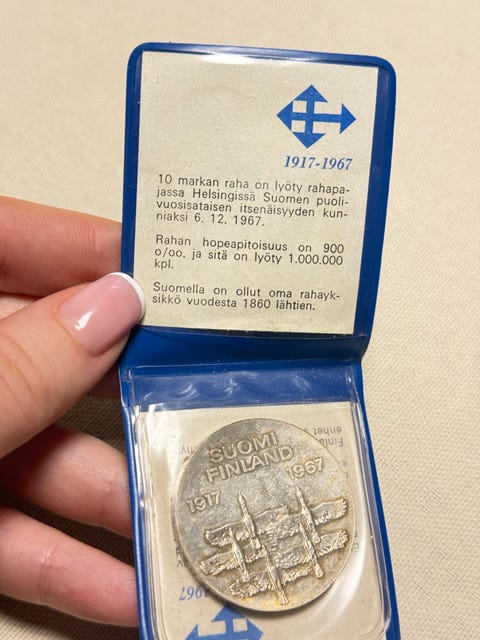 1917-1967
10 markan raha on lyöty rahapa-
jassa Helsingissä Suomen puoli-
vuosisataisen itsenäisyyden kun-
niaksi 6. 12. 1967.
Rahan hopeapitoisuus on 900
o/oo, ja sitä on lyöty 1.000.000
kpl.
Suomella on ollut oma rahayk-
sikkö vuodesta 1860 lähtien.
SUOMI
FINLAND
1917 1967
enhet
967